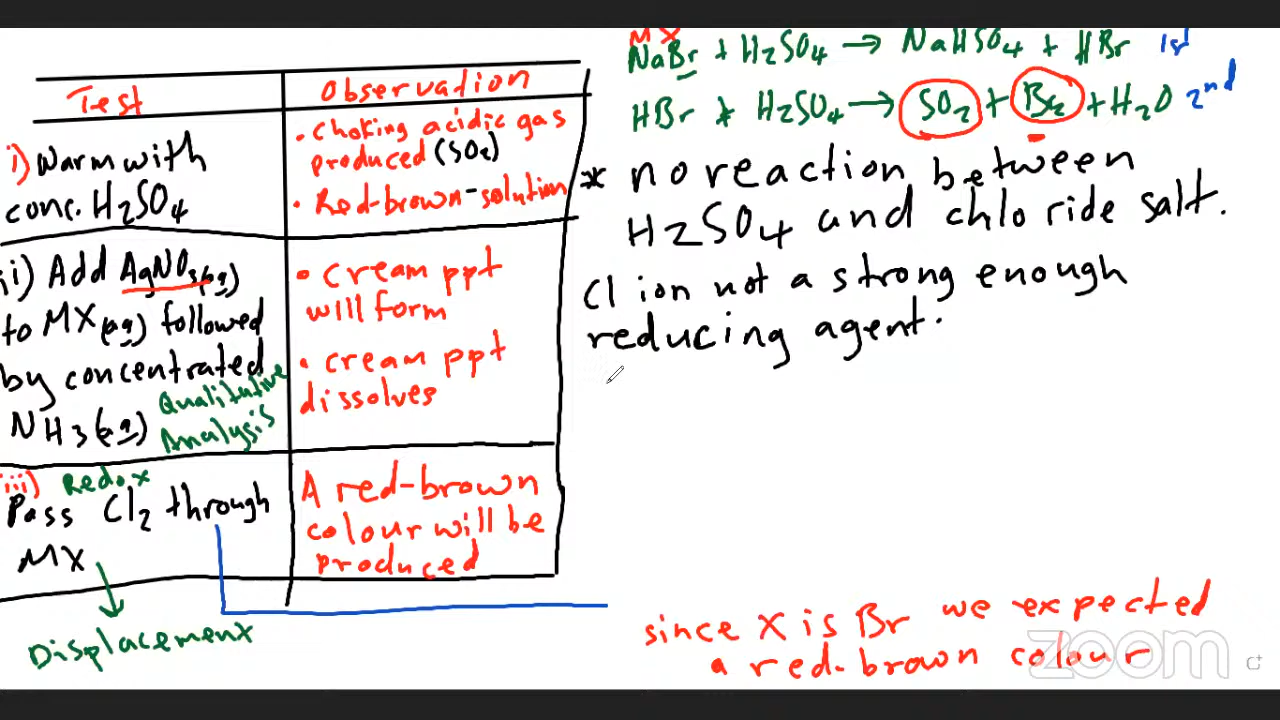 Test
Observation
i) Warm with
conc. H2SO4
• Choking acidic gas
produced (SO2)
• Red-brown-solution
ii) Add AgNO3(aq)
to MX(aq) followed
by concentrated
NH3(aq)
Qualitative
Analysis
• cream ppt
will form
• cream ppt
dissolves
iii) Redox
Pass Cl2 through
MX
Displacement
A red-brown
colour will be
produced
MX
NaBr + H2SO4 → NaHSO4 + HBr 1st
HBr + H2SO4 → SO2 + Br2 + H2O 2nd
* no reaction between
H2SO4 and chloride salt.
Cl ion not a strong enough
reducing agent.
since X is Br we expected
a red-brown colour
zoom